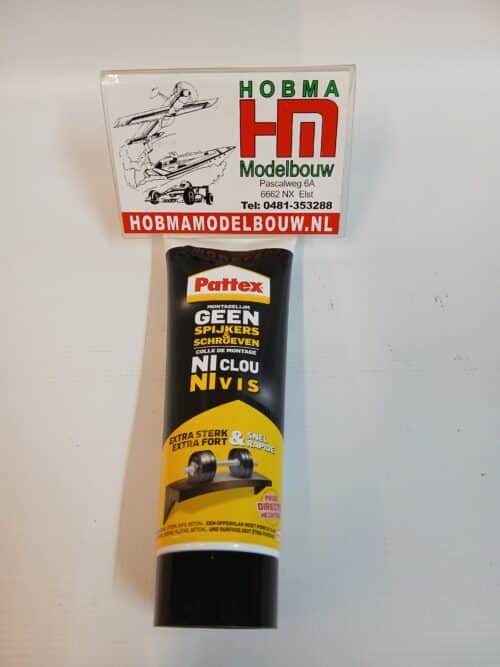 HOBMA
HM
Modelbouw
Pascalweg 6A
6662 NX Elst
Tel: 0481-353288
HOBMAMODELBOUW.NL
Pattex
MONTAGELIJM
GEEN
SPIJKERS
&
SCHROEVEN
COLLE DE MONTAGE
NI CLOU
NI VIS
EXTRA STERK & SNEL
EXTRA FORT RAPIDE
DIRECT